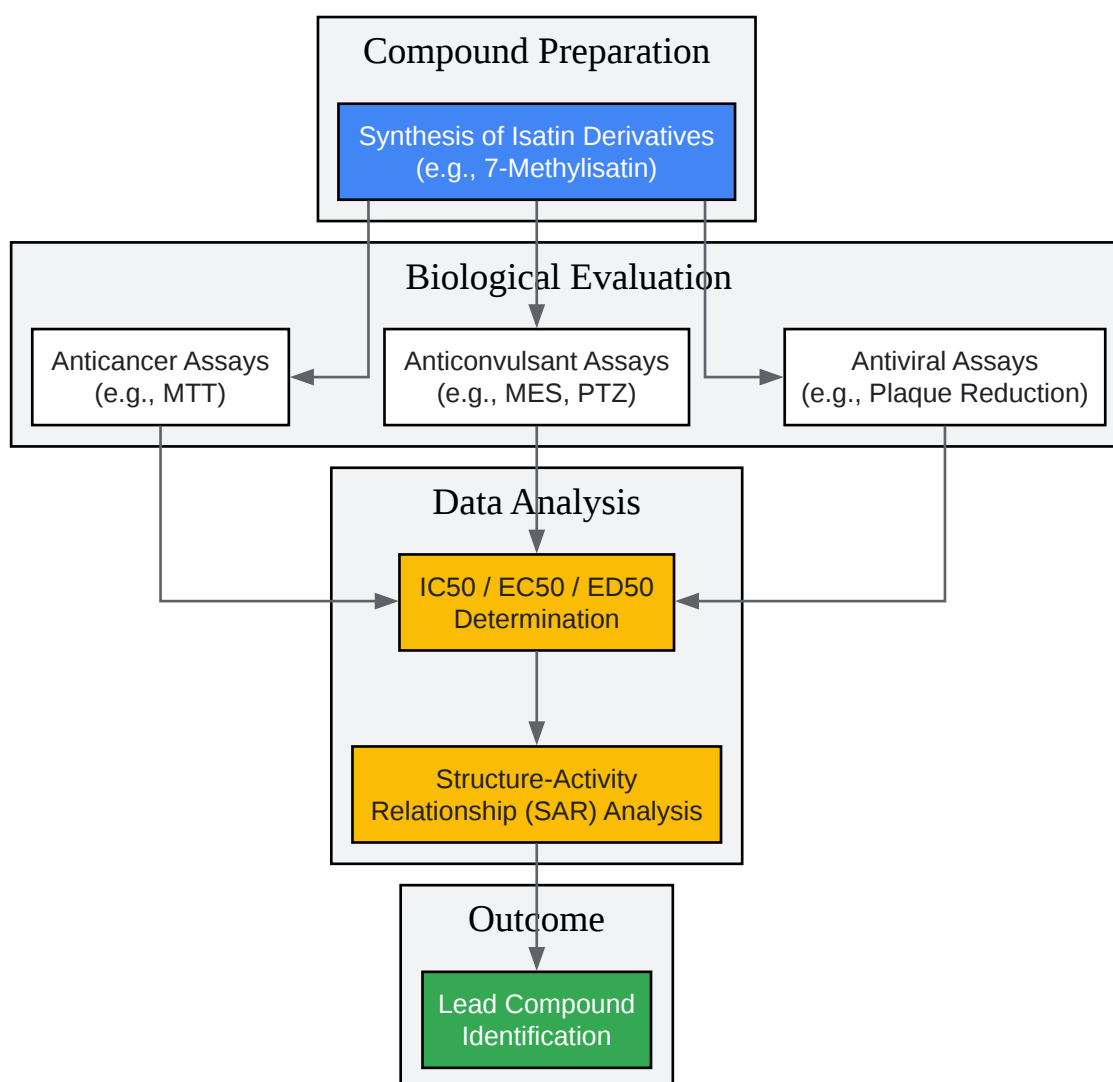 Compound Preparation
Synthesis of Isatin Derivatives
(e.g., 7-Methylisatin)
Biological Evaluation
Anticancer Assays
(e.g., MTT)
Anticonvulsant Assays
(e.g., MES, PTZ)
Antiviral Assays
(e.g., Plaque Reduction)
Data Analysis
IC50 / EC50 / ED50
Determination
Structure-Activity
Relationship (SAR) Analysis
Outcome
Lead Compound
Identification